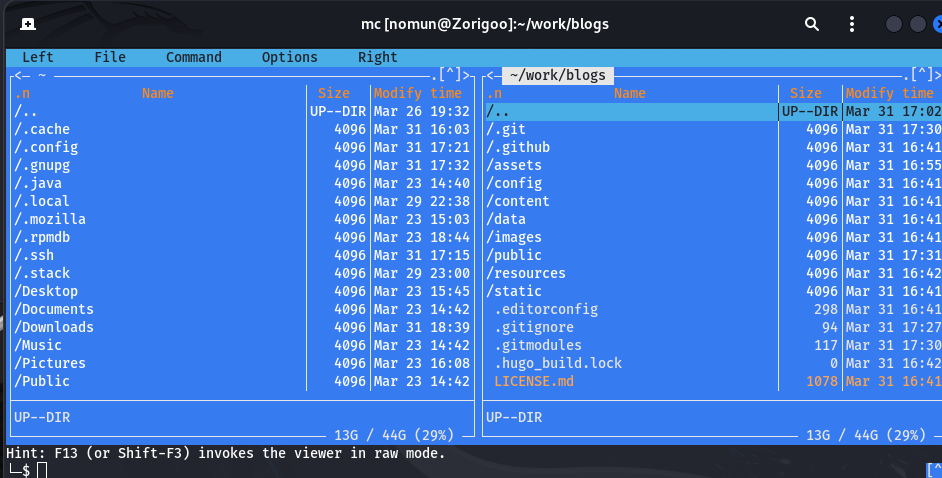 mc [nomun@Zorigoo]:~/work/blogs
Left File Command Options Right
<— ~ .[^]> <— ~/work/blogs .[^]>
.n Name Size Modify time .n Name Size Modify time
/.. UP--DIR Mar 26 19:32 /.. UP--DIR Mar 31 17:02
/.cache 4096 Mar 31 16:03 /.git 4096 Mar 31 17:30
/.config 4096 Mar 31 17:21 /.github 4096 Mar 31 16:41
/.gnupg 4096 Mar 31 17:32 /assets 4096 Mar 31 16:55
/.java 4096 Mar 23 14:40 /config 4096 Mar 31 16:41
/.local 4096 Mar 29 22:38 /content 4096 Mar 31 16:41
/.mozilla 4096 Mar 23 15:03 /data 4096 Mar 31 16:41
/.rpmdb 4096 Mar 23 18:44 /images 4096 Mar 31 16:41
/.ssh 4096 Mar 31 17:15 /public 4096 Mar 31 17:31
/.stack 4096 Mar 29 23:00 /resources 4096 Mar 31 16:42
/Desktop 4096 Mar 23 15:45 /static 4096 Mar 31 16:41
/Documents 4096 Mar 23 14:42 .editorconfig 298 Mar 31 16:41
/Downloads 4096 Mar 31 18:39 .gitignore 94 Mar 31 17:27
/Music 4096 Mar 23 14:42 .gitmodules 117 Mar 31 17:30
/Pictures 4096 Mar 23 16:08 .hugo_build.lock 0 Mar 31 16:42
/Public 4096 Mar 23 14:42 LICENSE.md 1078 Mar 31 16:41
UP--DIR UP--DIR
13G / 44G (29%) 13G / 44G (29%)
Hint: F13 (or Shift-F3) invokes the viewer in raw mode.
└─$ [^